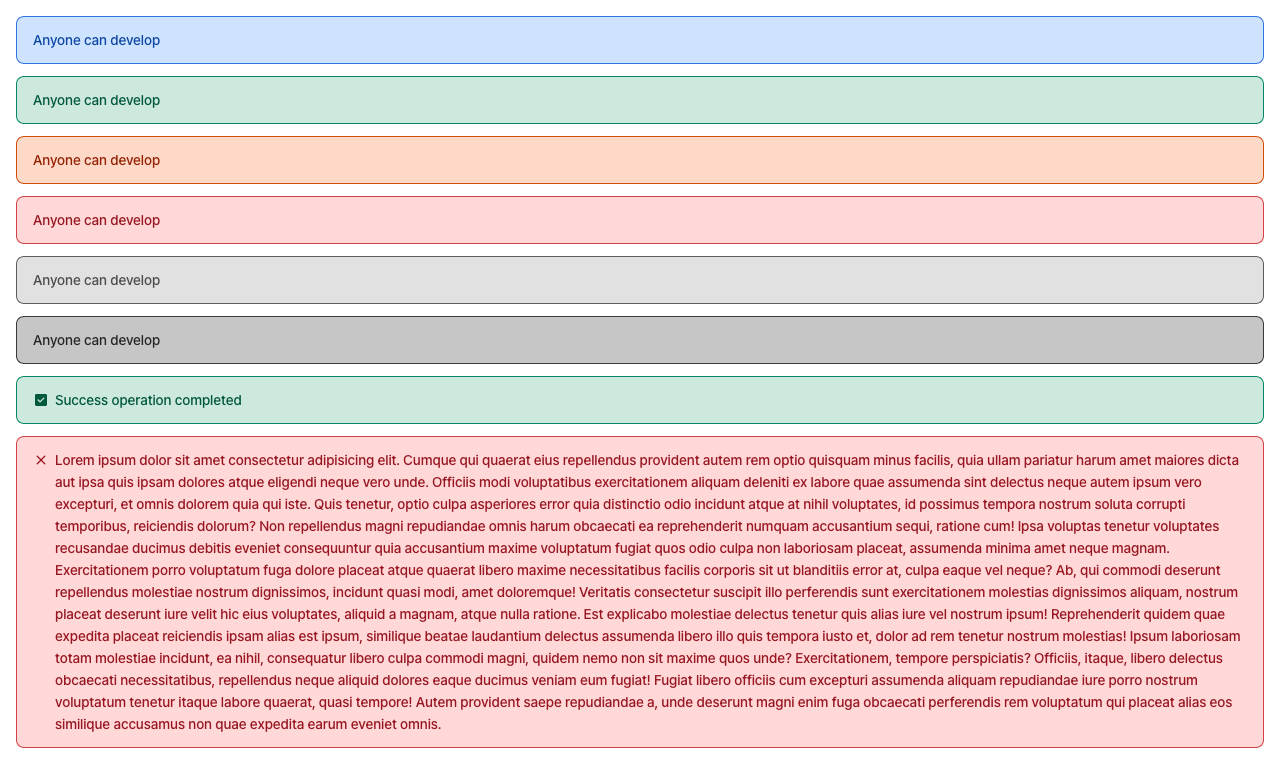 Anyone can develop
Anyone can develop
Anyone can develop
Anyone can develop
Anyone can develop
Anyone can develop
Success operation completed
Lorem ipsum dolor sit amet consectetur adipisicing elit. Cumque qui quaerat eius repellendus provident autem rem optio quisquam minus facilis, quia ullam pariatur harum amet maiores dicta
aut ipsa quis ipsam dolores atque eligendi neque vero unde. Officiis modi voluptatibus exercitationem aliquam deleniti ex labore quae assumenda sint delectus neque autem ipsum vero
excepturi, et omnis dolorem quia qui iste. Quis tenetur, optio culpa asperiores error quia distinctio odio incidunt atque at nihil voluptates, id possimus tempora nostrum soluta corrupti
temporibus, reiciendis dolorum? Non repellendus magni repudiandae omnis harum obcaecati ea reprehenderit numquam accusantium sequi, ratione cum! Ipsa voluptas tenetur voluptates
recusandae ducimus debitis eveniet consequuntur quia accusantium maxime voluptatum fugiat quos odio culpa non laboriosam placeat, assumenda minima amet neque magnam.
Exercitationem porro voluptatum fuga dolore placeat atque quaerat libero maxime necessitatibus facilis corporis sit ut blanditiis error at, culpa eaque vel neque? Ab, qui commodi deserunt
repellendus molestiae nostrum dignissimos, incidunt quasi modi, amet doloremque! Veritatis consectetur suscipit illo perferendis sunt exercitationem molestias dignissimos aliquam, nostrum
placeat deserunt iure velit hic eius voluptates, aliquid a magnam, atque nulla ratione. Est explicabo molestiae delectus tenetur quis alias iure vel nostrum ipsum! Reprehenderit quidem quae
expedita placeat reiciendis ipsam alias est ipsum, similique beatae laudantium delectus assumenda libero illo quis tempora iusto et, dolor ad rem tenetur nostrum molestias! Ipsum laboriosam
totam molestiae incidunt, ea nihil, consequatur libero culpa commodi magni, quidem nemo non sit maxime quos unde? Exercitationem, tempore perspiciatis? Officiis, itaque, libero delectus
obcaecati necessitatibus, repellendus neque aliquid dolores eaque ducimus veniam eum fugiat! Fugiat libero officiis cum excepturi assumenda aliquam repudiandae iure porro nostrum
voluptatum tenetur itaque labore quaerat, quasi tempore! Autem provident saepe repudiandae a, unde deserunt magni enim fuga obcaecati perferendis rem voluptatum qui placeat alias eos
similique accusamus non quae expedita earum eveniet omnis.